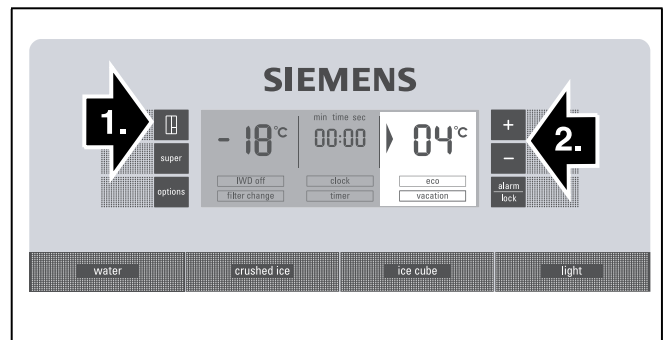 SIEMENS
1.
2.
min time sec
- 18°C
00:00
04°C
+
-
super
options
alarm
lock
IWD off
clock
eco
filter change
timer
vacation
water
crushed ice
ice cube
light